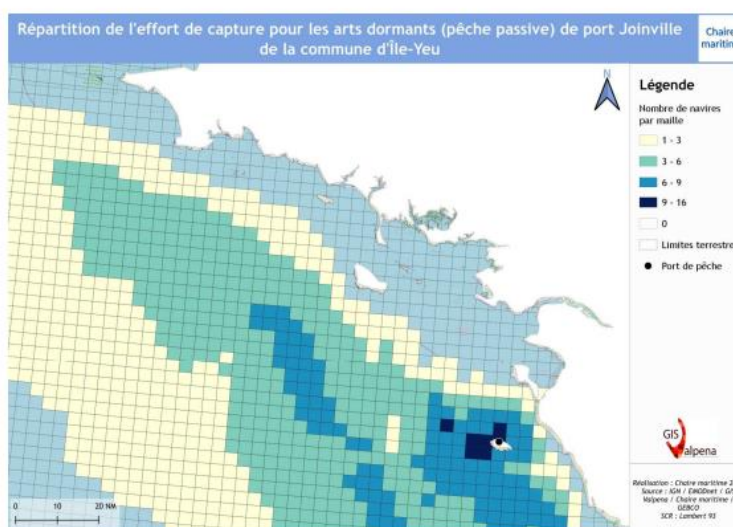 Répartition de l'effort de capture pour les arts dormants (pêche passive) de port Joinville
de la commune d'Île-Yeu
Chaire
maritim
N
Légende
Nombre de navires
par maille
1 - 3
3 - 6
6 - 9
9 - 16
0
Limites terrestre
Port de pêche
GIS
valpena
0 10 20 NM
Réalisation : Chaire maritime 2
Source : IGN / EMODnet / GIS
Valpena / Chaire maritime /
GEBCO
SCR : Lambert 93